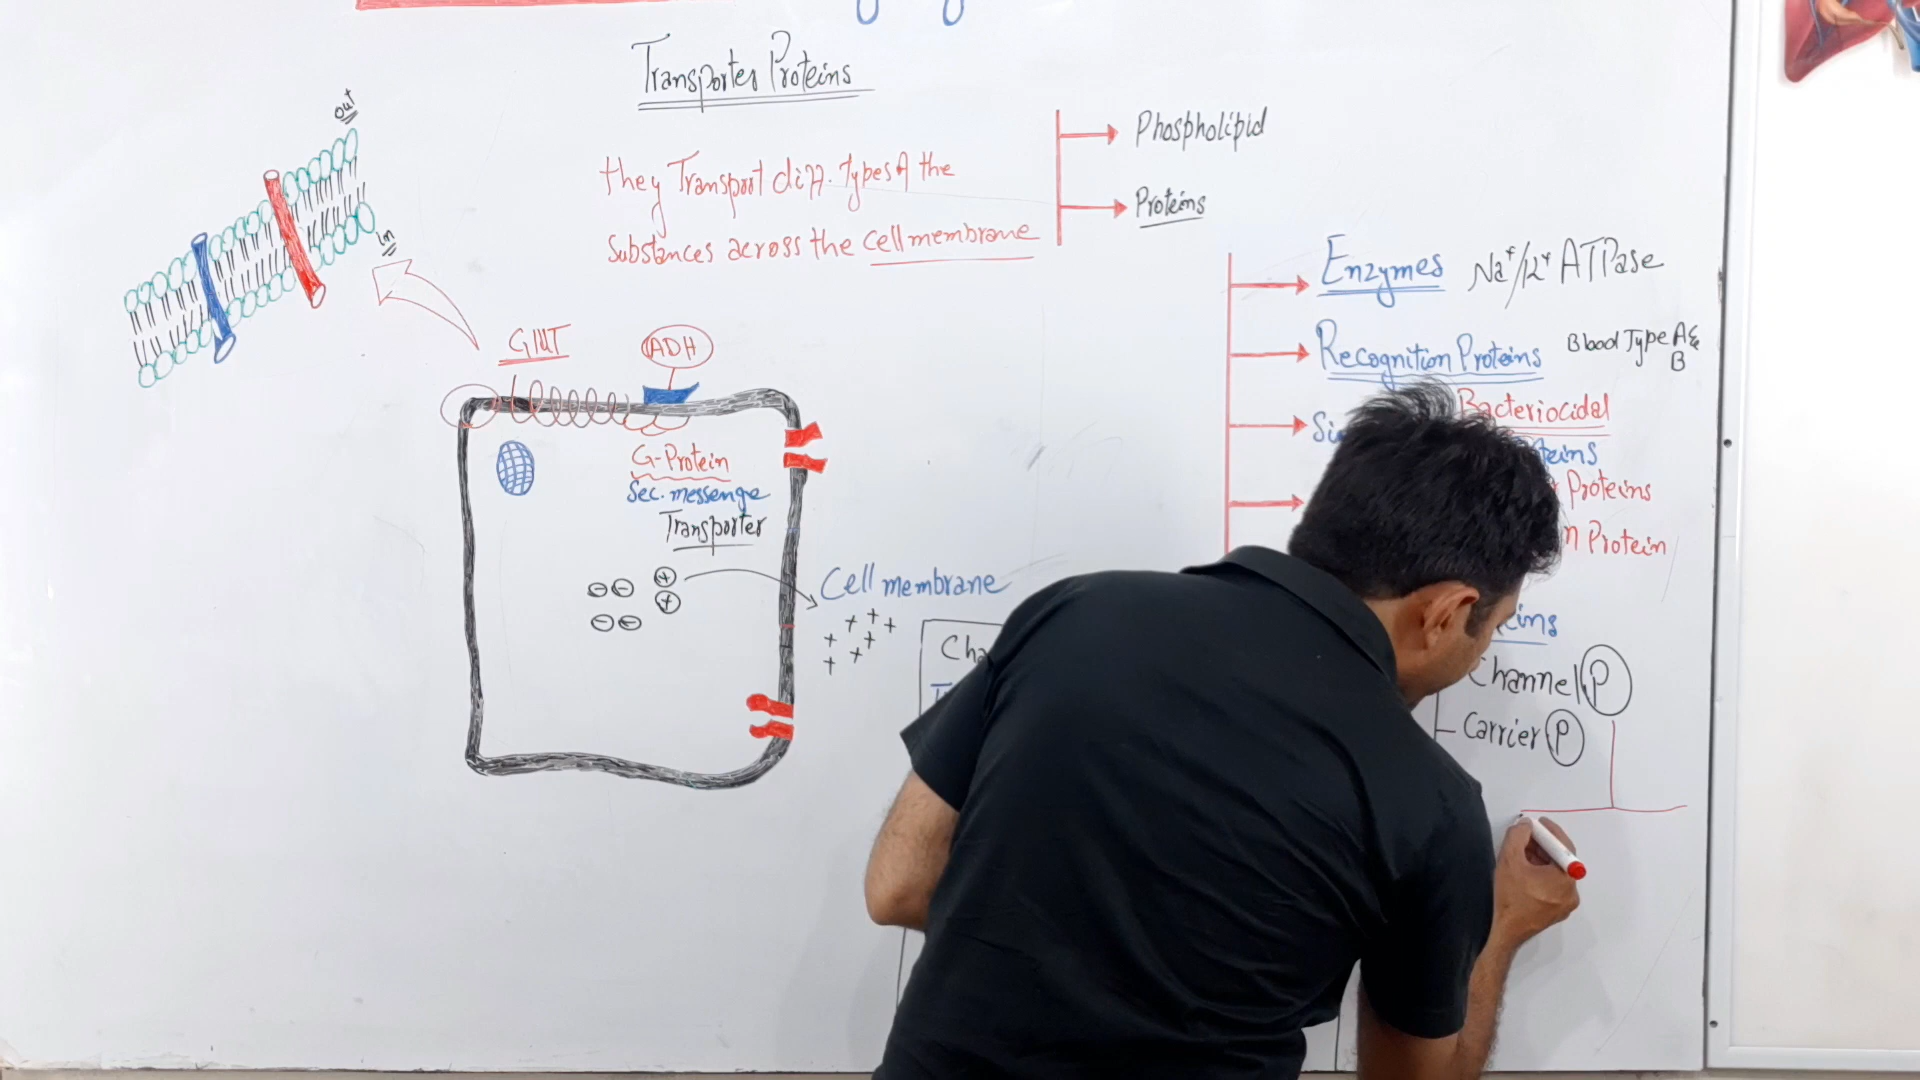 Transporter Proteins
They Transport diff. types of the
Substances across the Cell membrane
Phospholipid
Proteins
out
in
Enzymes Na⁺/K⁺ ATPase
Recognition Proteins Blood Type A &
B
Bacteriocidal
Proteins
Protein
GlUT
ADH
G-Protein
Sec. messenge
Transporter
+
+
- -
- -
Cell membrane
+ + +
+ +
+ +
Channel P
Carrier P